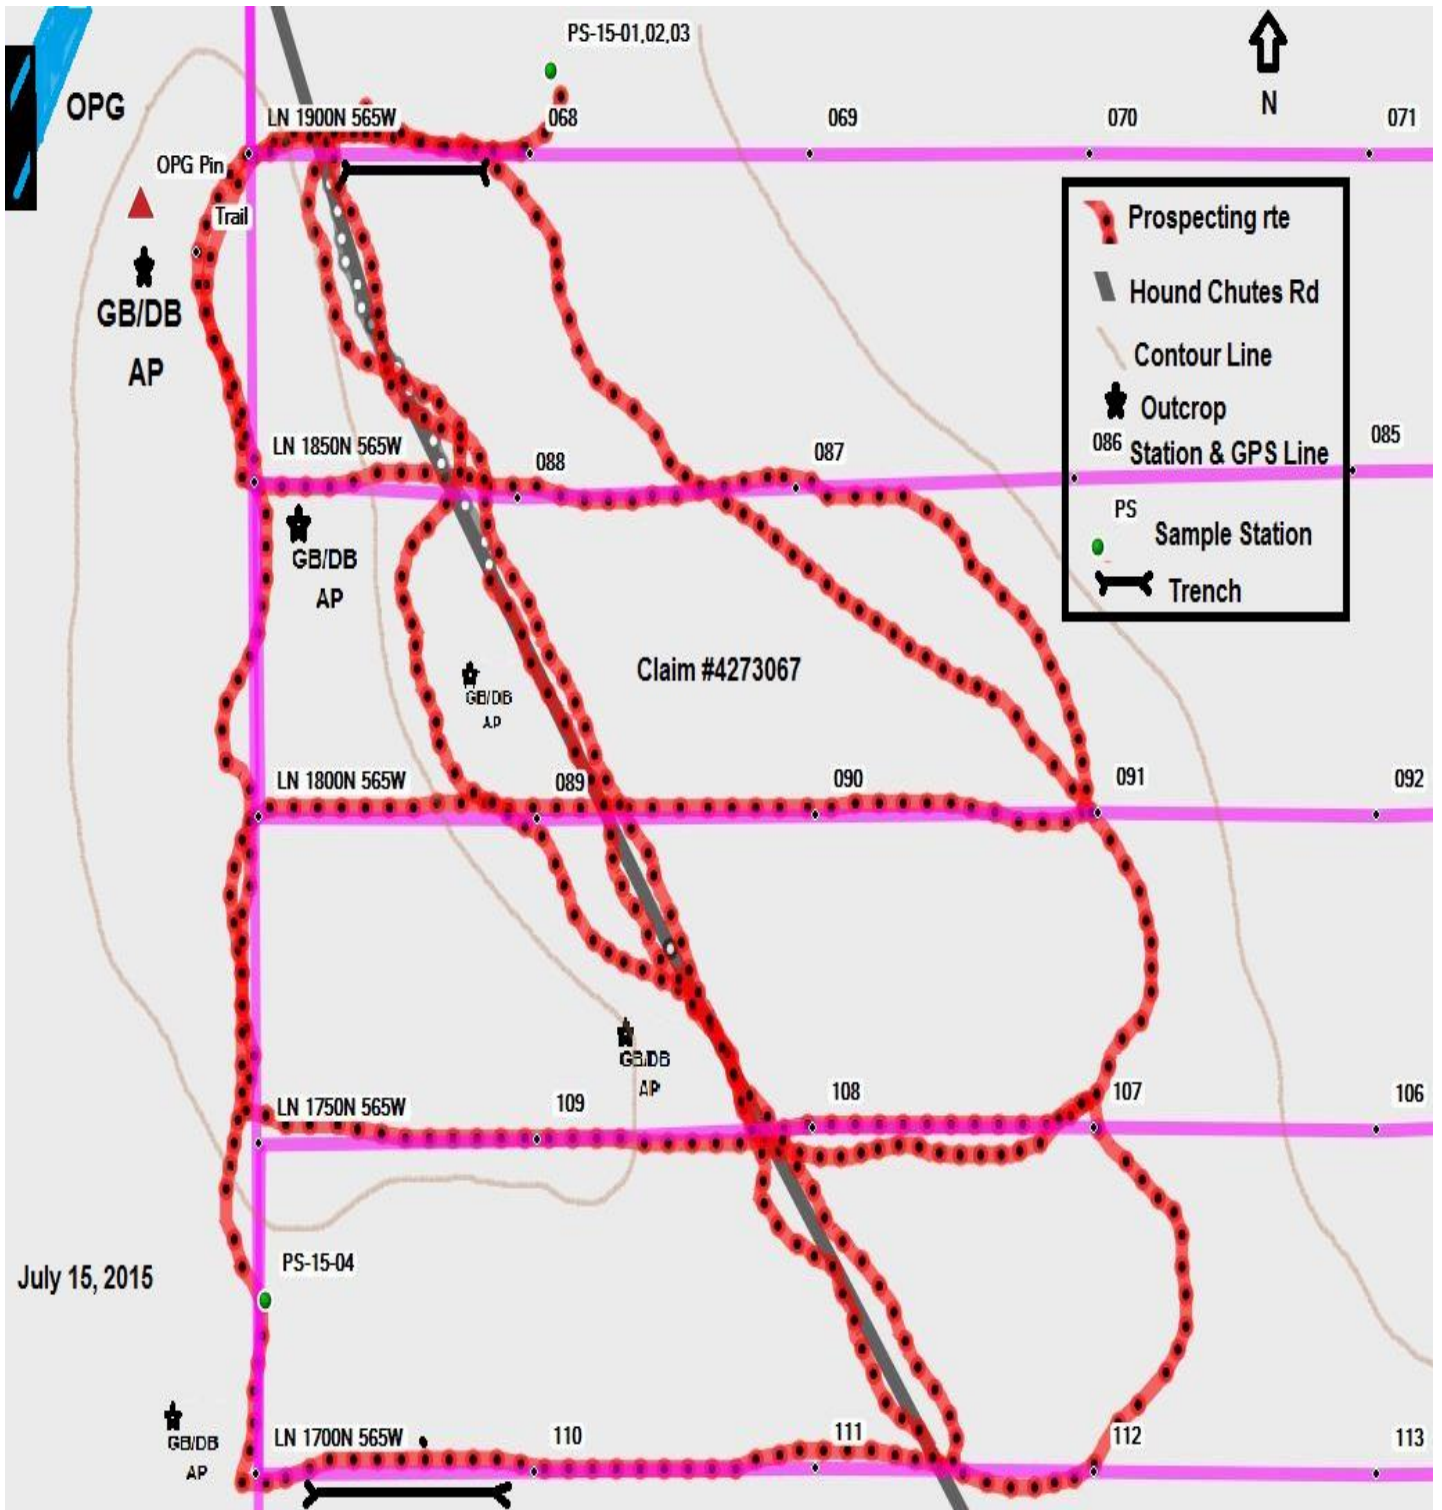 PS-15-01,02,03
OPG
N
LN 1900N 565W
068
069
070
071
OPG Pin
Trail
GB/DB
AP
Prospecting rte
Hound Chutes Rd
Contour Line
Outcrop
086
Station & GPS Line
PS
Sample Station
Trench
LN 1850N 565W
088
087
085
GB/DB
AP
Claim #4273067
GB/DB
AP
LN 1800N 565W
089
090
091
092
GB/DB
AP
LN 1750N 565W
109
108
107
106
July 15, 2015
PS-15-04
GB/DB
AP
LN 1700N 565W
110
111
112
113